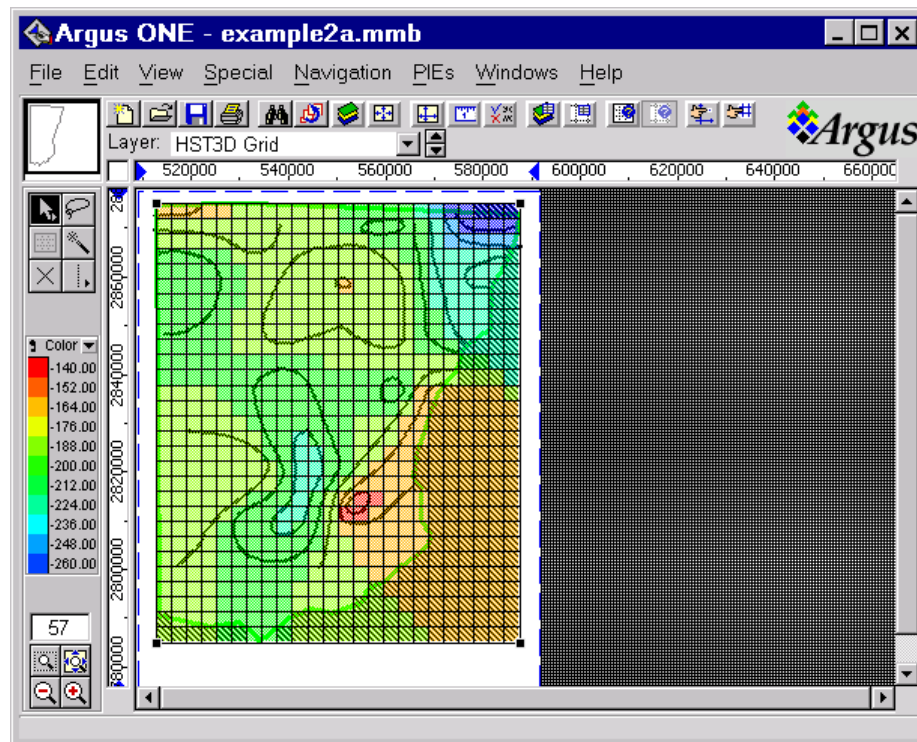 Argus ONE - example2a.mmb
File Edit View Special Navigation PIEs Windows Help
Argus
Layer: HST3D Grid
520000 540000 560000 580000 600000 620000 640000
2860000
2840000
2820000
2800000
Color
-140.00
-152.00
-164.00
-176.00
-188.00
-200.00
-212.00
-224.00
-236.00
-248.00
-260.00
57